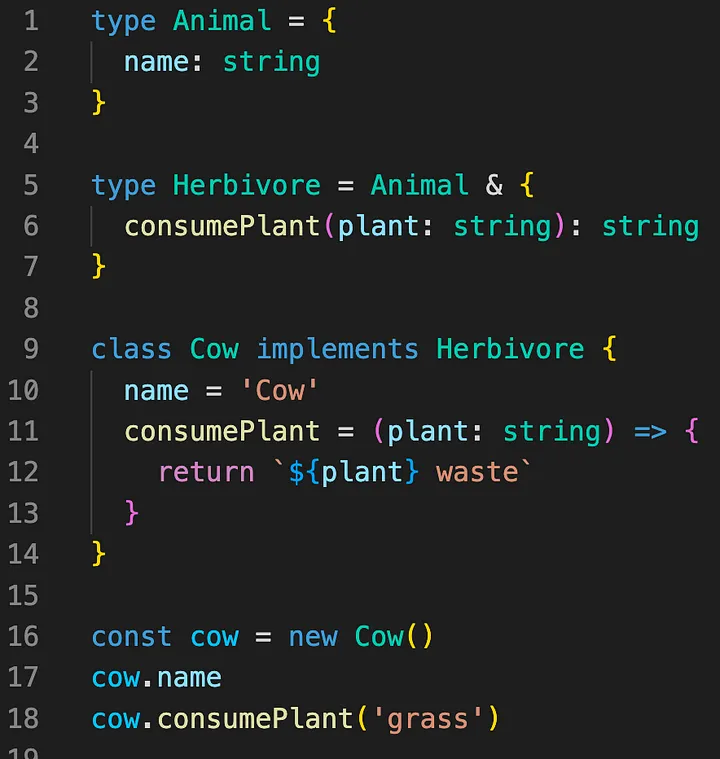 1 type Animal = {
2 name: string
3 }
4
5 type Herbivore = Animal & {
6 consumePlant(plant: string): string
7 }
8
9 class Cow implements Herbivore {
10 name = 'Cow'
11 consumePlant = (plant: string) => {
12 return `${plant} waste`
13 }
14 }
15
16 const cow = new Cow()
17 cow.name
18 cow.consumePlant('grass')
19